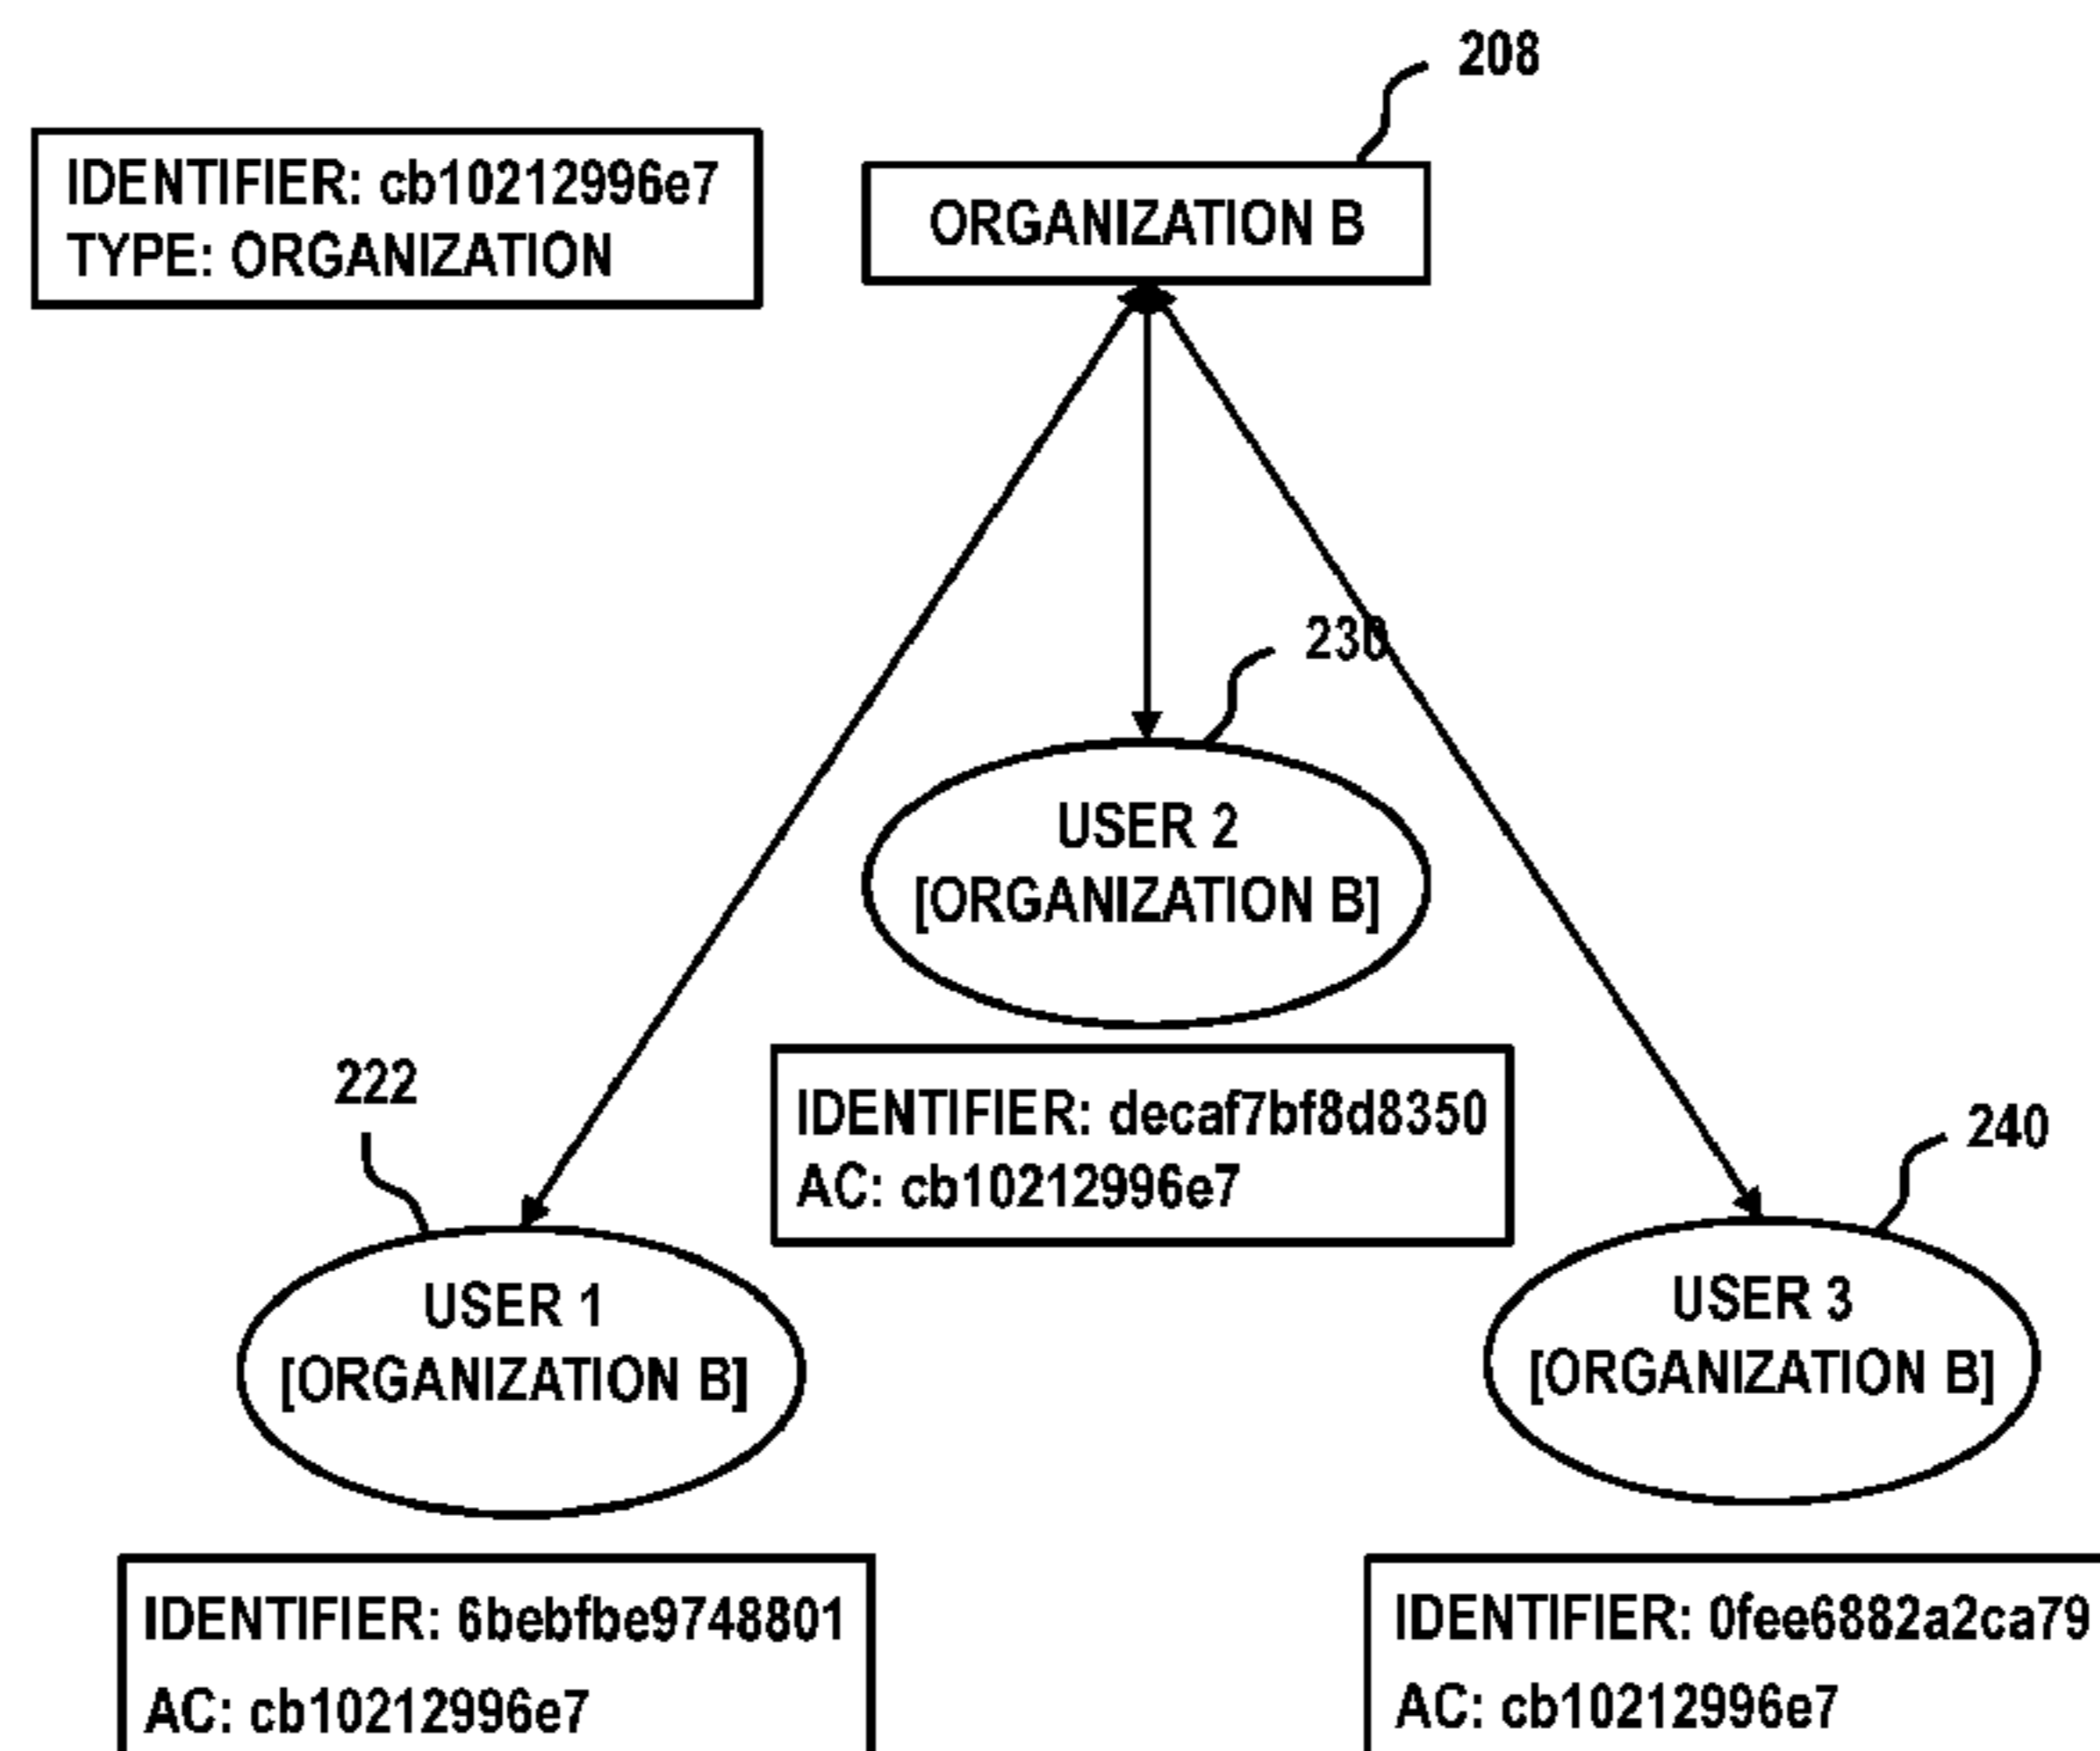 208
IDENTIFIER: cb10212996e7
TYPE: ORGANIZATION
ORGANIZATION B
230
USER 2
[ORGANIZATION B]
222
IDENTIFIER: decaf7bf8d8350
AC: cb10212996e7
240
USER 1
[ORGANIZATION B]
USER 3
[ORGANIZATION B]
IDENTIFIER: 6bebfbe9748801
AC: cb10212996e7
IDENTIFIER: 0fee6882a2ca79
AC: cb10212996e7